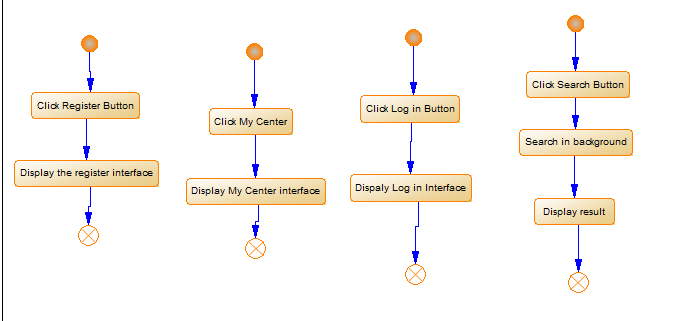 Click Register Button
Display the register interface
Click My Center
Display My Center interface
Click Log in Button
Dispaly Log in Interface
Click Search Button
Search in background
Display result